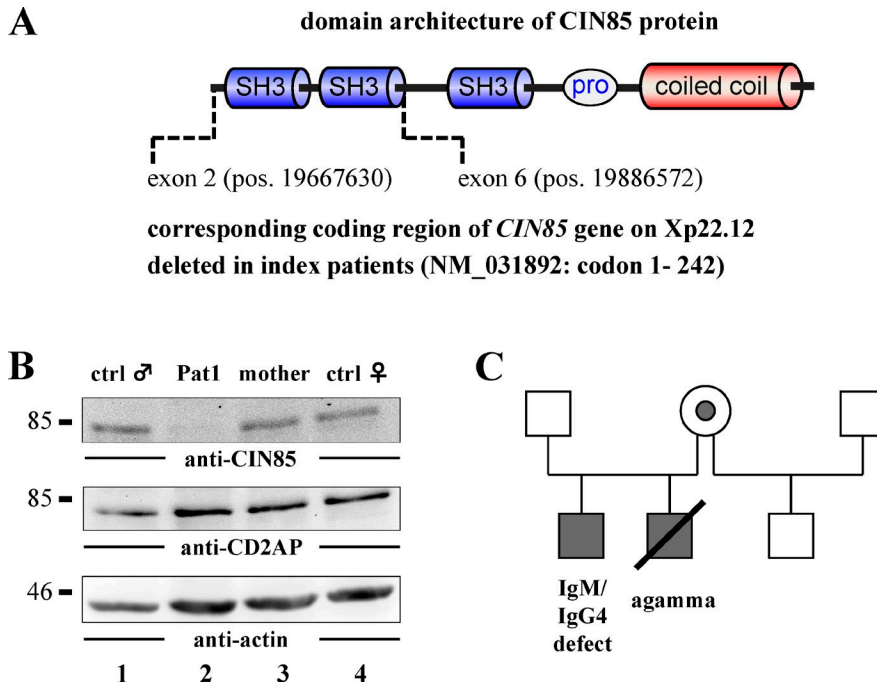 A
domain architecture of CIN85 protein
SH3 SH3 SH3 pro coiled coil
exon 2 (pos. 19667630) exon 6 (pos. 19886572)
corresponding coding region of CIN85 gene on Xp22.12
deleted in index patients (NM_031892: codon 1- 242)
B
ctrl ♂ Pat1 mother ctrl ♀
85
anti-CIN85
85
anti-CD2AP
46
anti-actin
1 2 3 4
C
IgM/
IgG4
defect
agamma